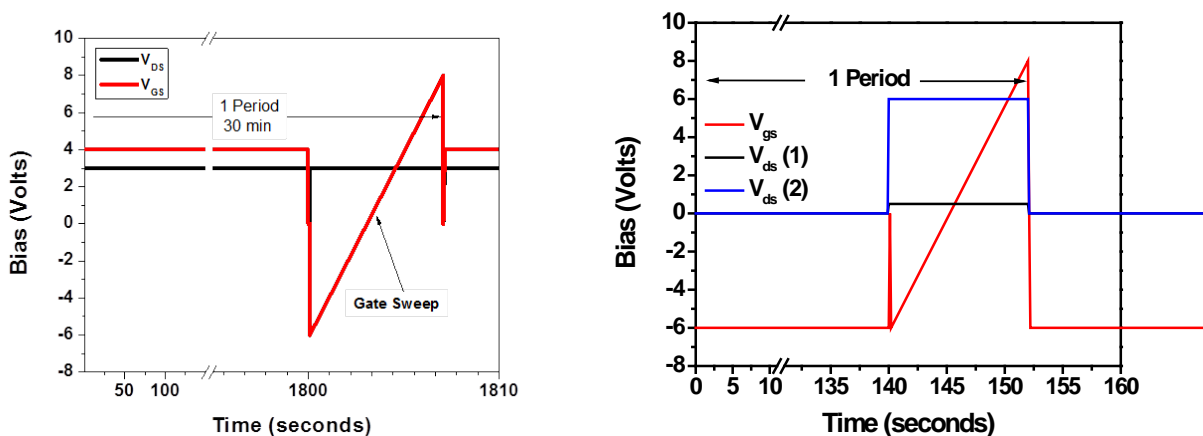 10
8
6
4
2
0
-2
-4
-6
-8
Bias (Volts)
V_DS
V_GS
1 Period
30 min
Gate Sweep
50 100 1800 1810
Time (seconds)
10
8
6
4
2
0
-2
-4
-6
-8
Bias (Volts)
1 Period
V_gs
V_ds (1)
V_ds (2)
0 5 10 135 140 145 150 155 160
Time (seconds)